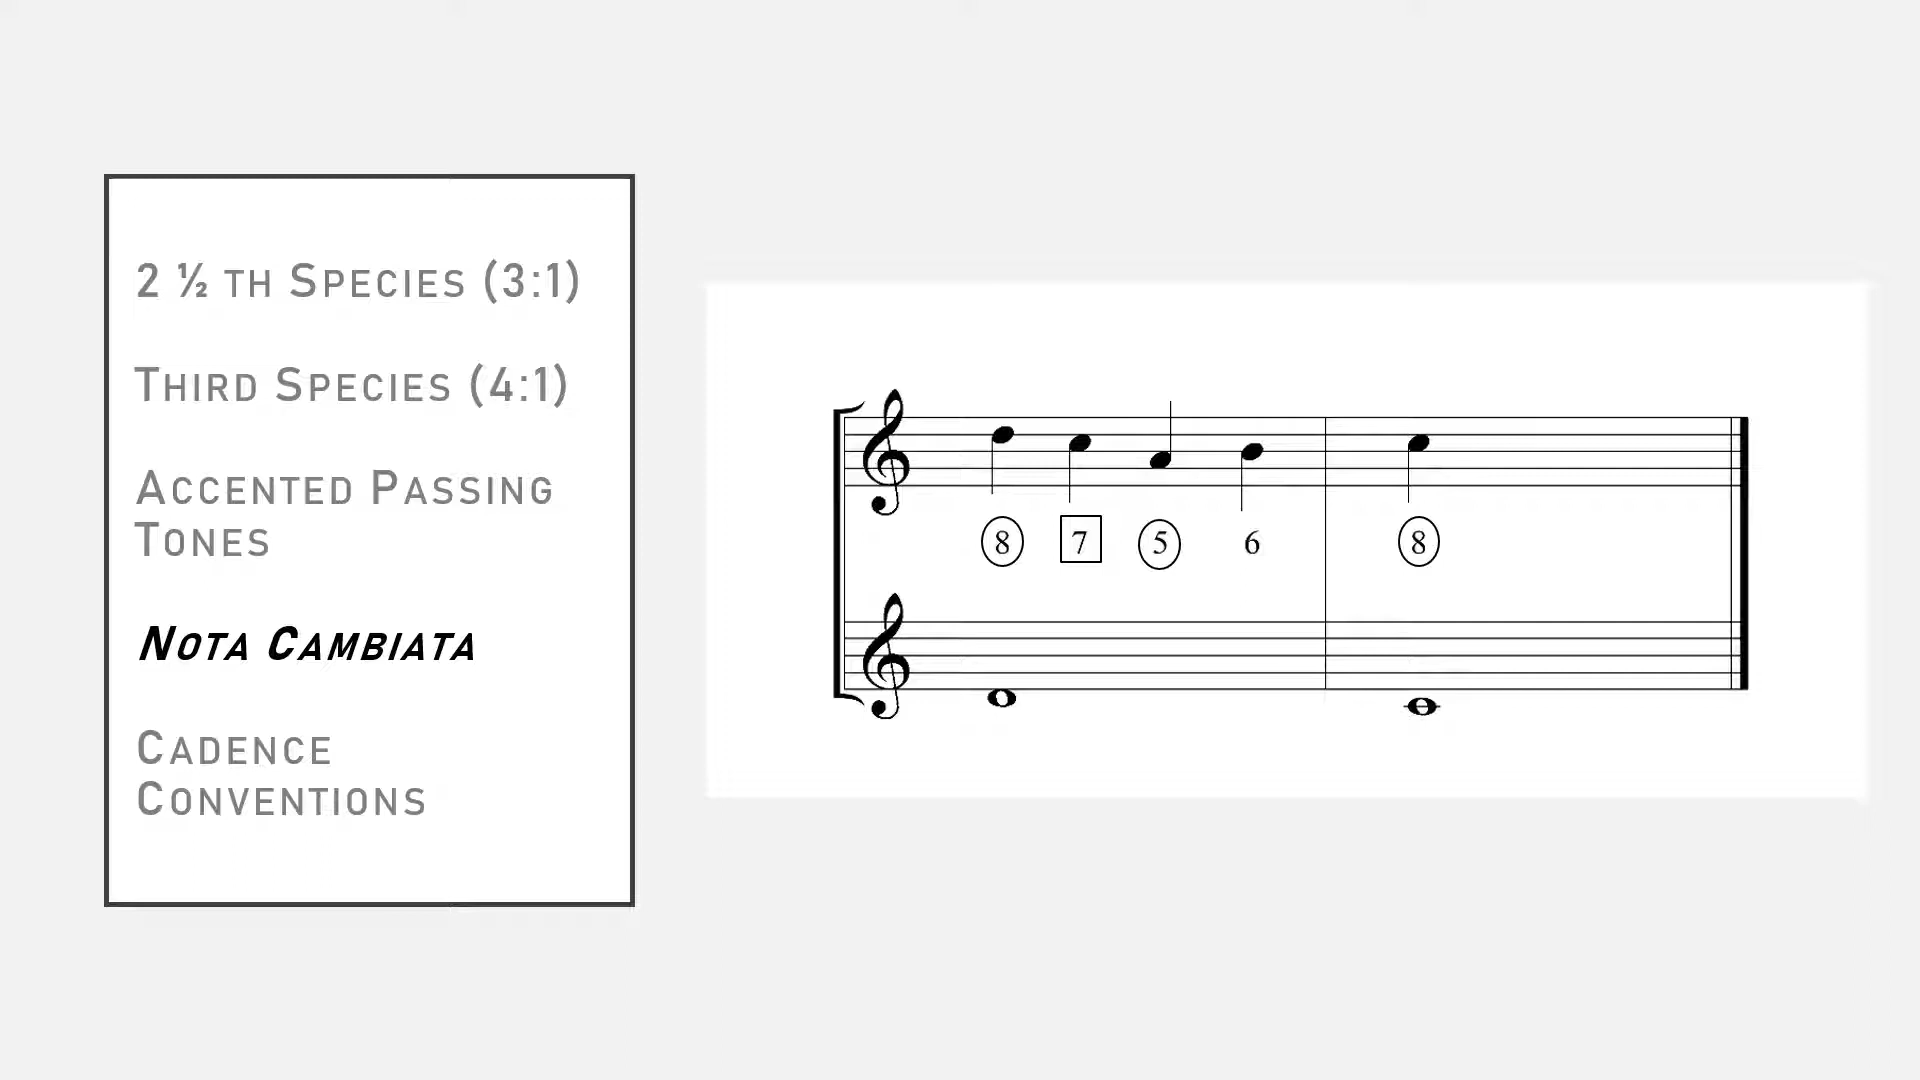 2 ½ TH SPECIES (3:1)
THIRD SPECIES (4:1)
ACCENTED PASSING
TONES
NOTA CAMBIATA
CADENCE
CONVENTIONS
8 7 5 6 8